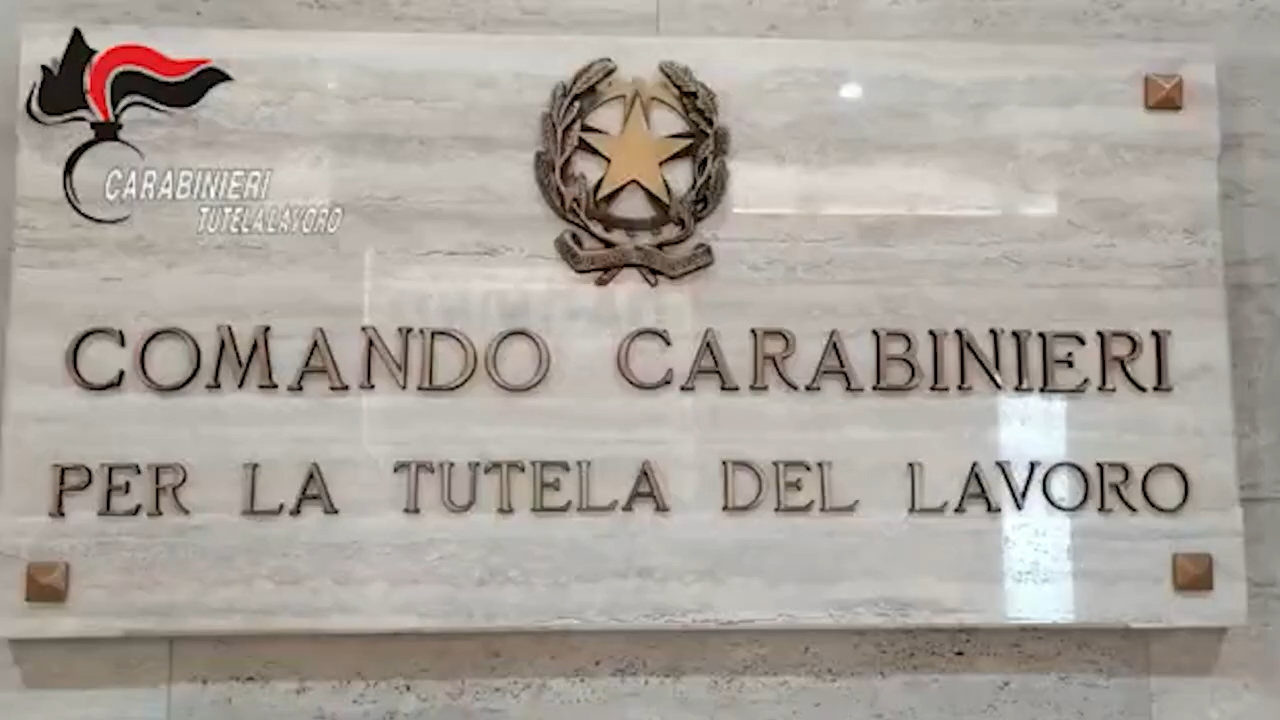 CARABINIERI
TUTELA LAVORO
COMANDO CARABINIERI
PER LA TUTELA DEL LAVORO